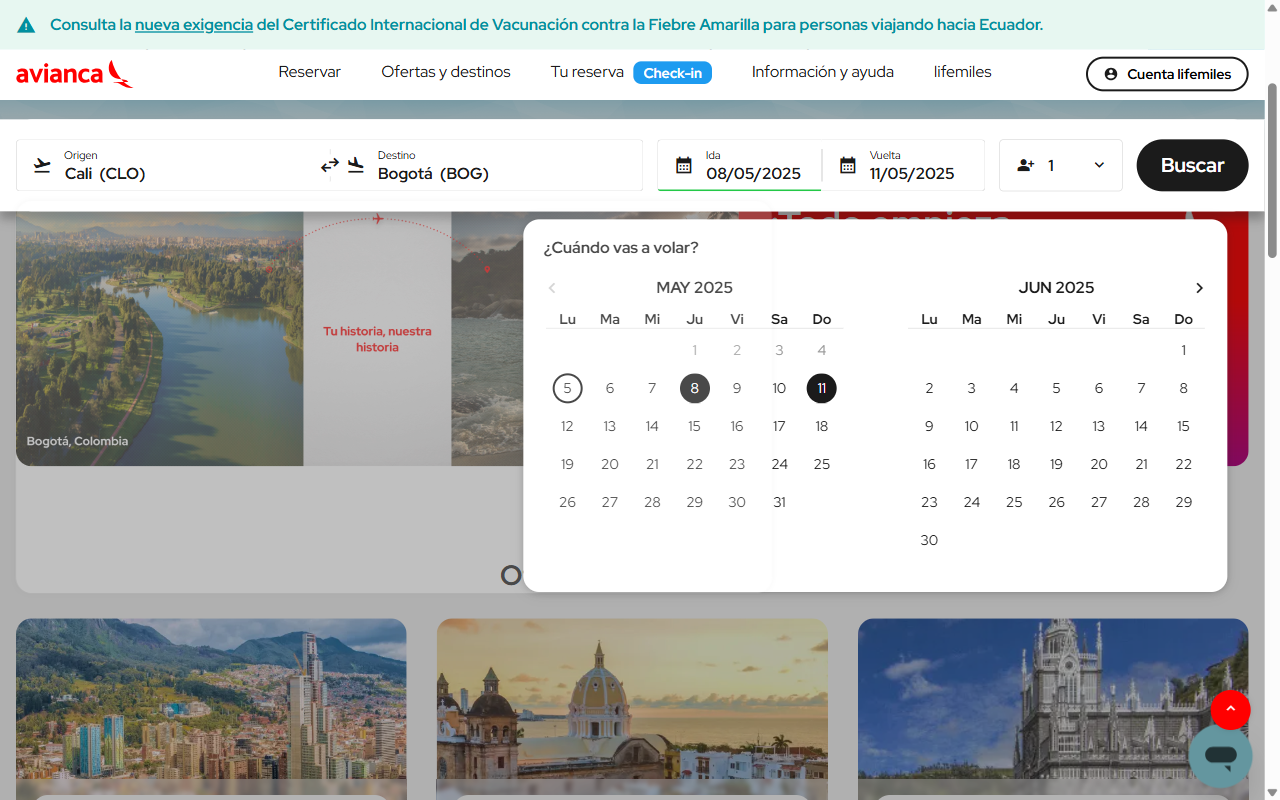 Consulta la nueva exigencia del Certificado Internacional de Vacunación contra la Fiebre Amarilla para personas viajando hacia Ecuador.
avianca
Reservar
Ofertas y destinos
Tu reserva
Check-in
Información y ayuda
lifemiles
Cuenta lifemiles
Origen
Cali (CLO)
Destino
Bogotá (BOG)
Ida
08/05/2025
Vuelta
11/05/2025
1
Buscar
Todo empieza
Tu historia, nuestra
historia
Bogotá, Colombia
¿Cuándo vas a volar?
MAY 2025
Lu Ma Mi Ju Vi Sa Do
1 2 3 4
5 6 7 8 9 10 11
12 13 14 15 16 17 18
19 20 21 22 23 24 25
26 27 28 29 30 31
JUN 2025
Lu Ma Mi Ju Vi Sa Do
1
2 3 4 5 6 7 8
9 10 11 12 13 14 15
16 17 18 19 20 21 22
23 24 25 26 27 28 29
30